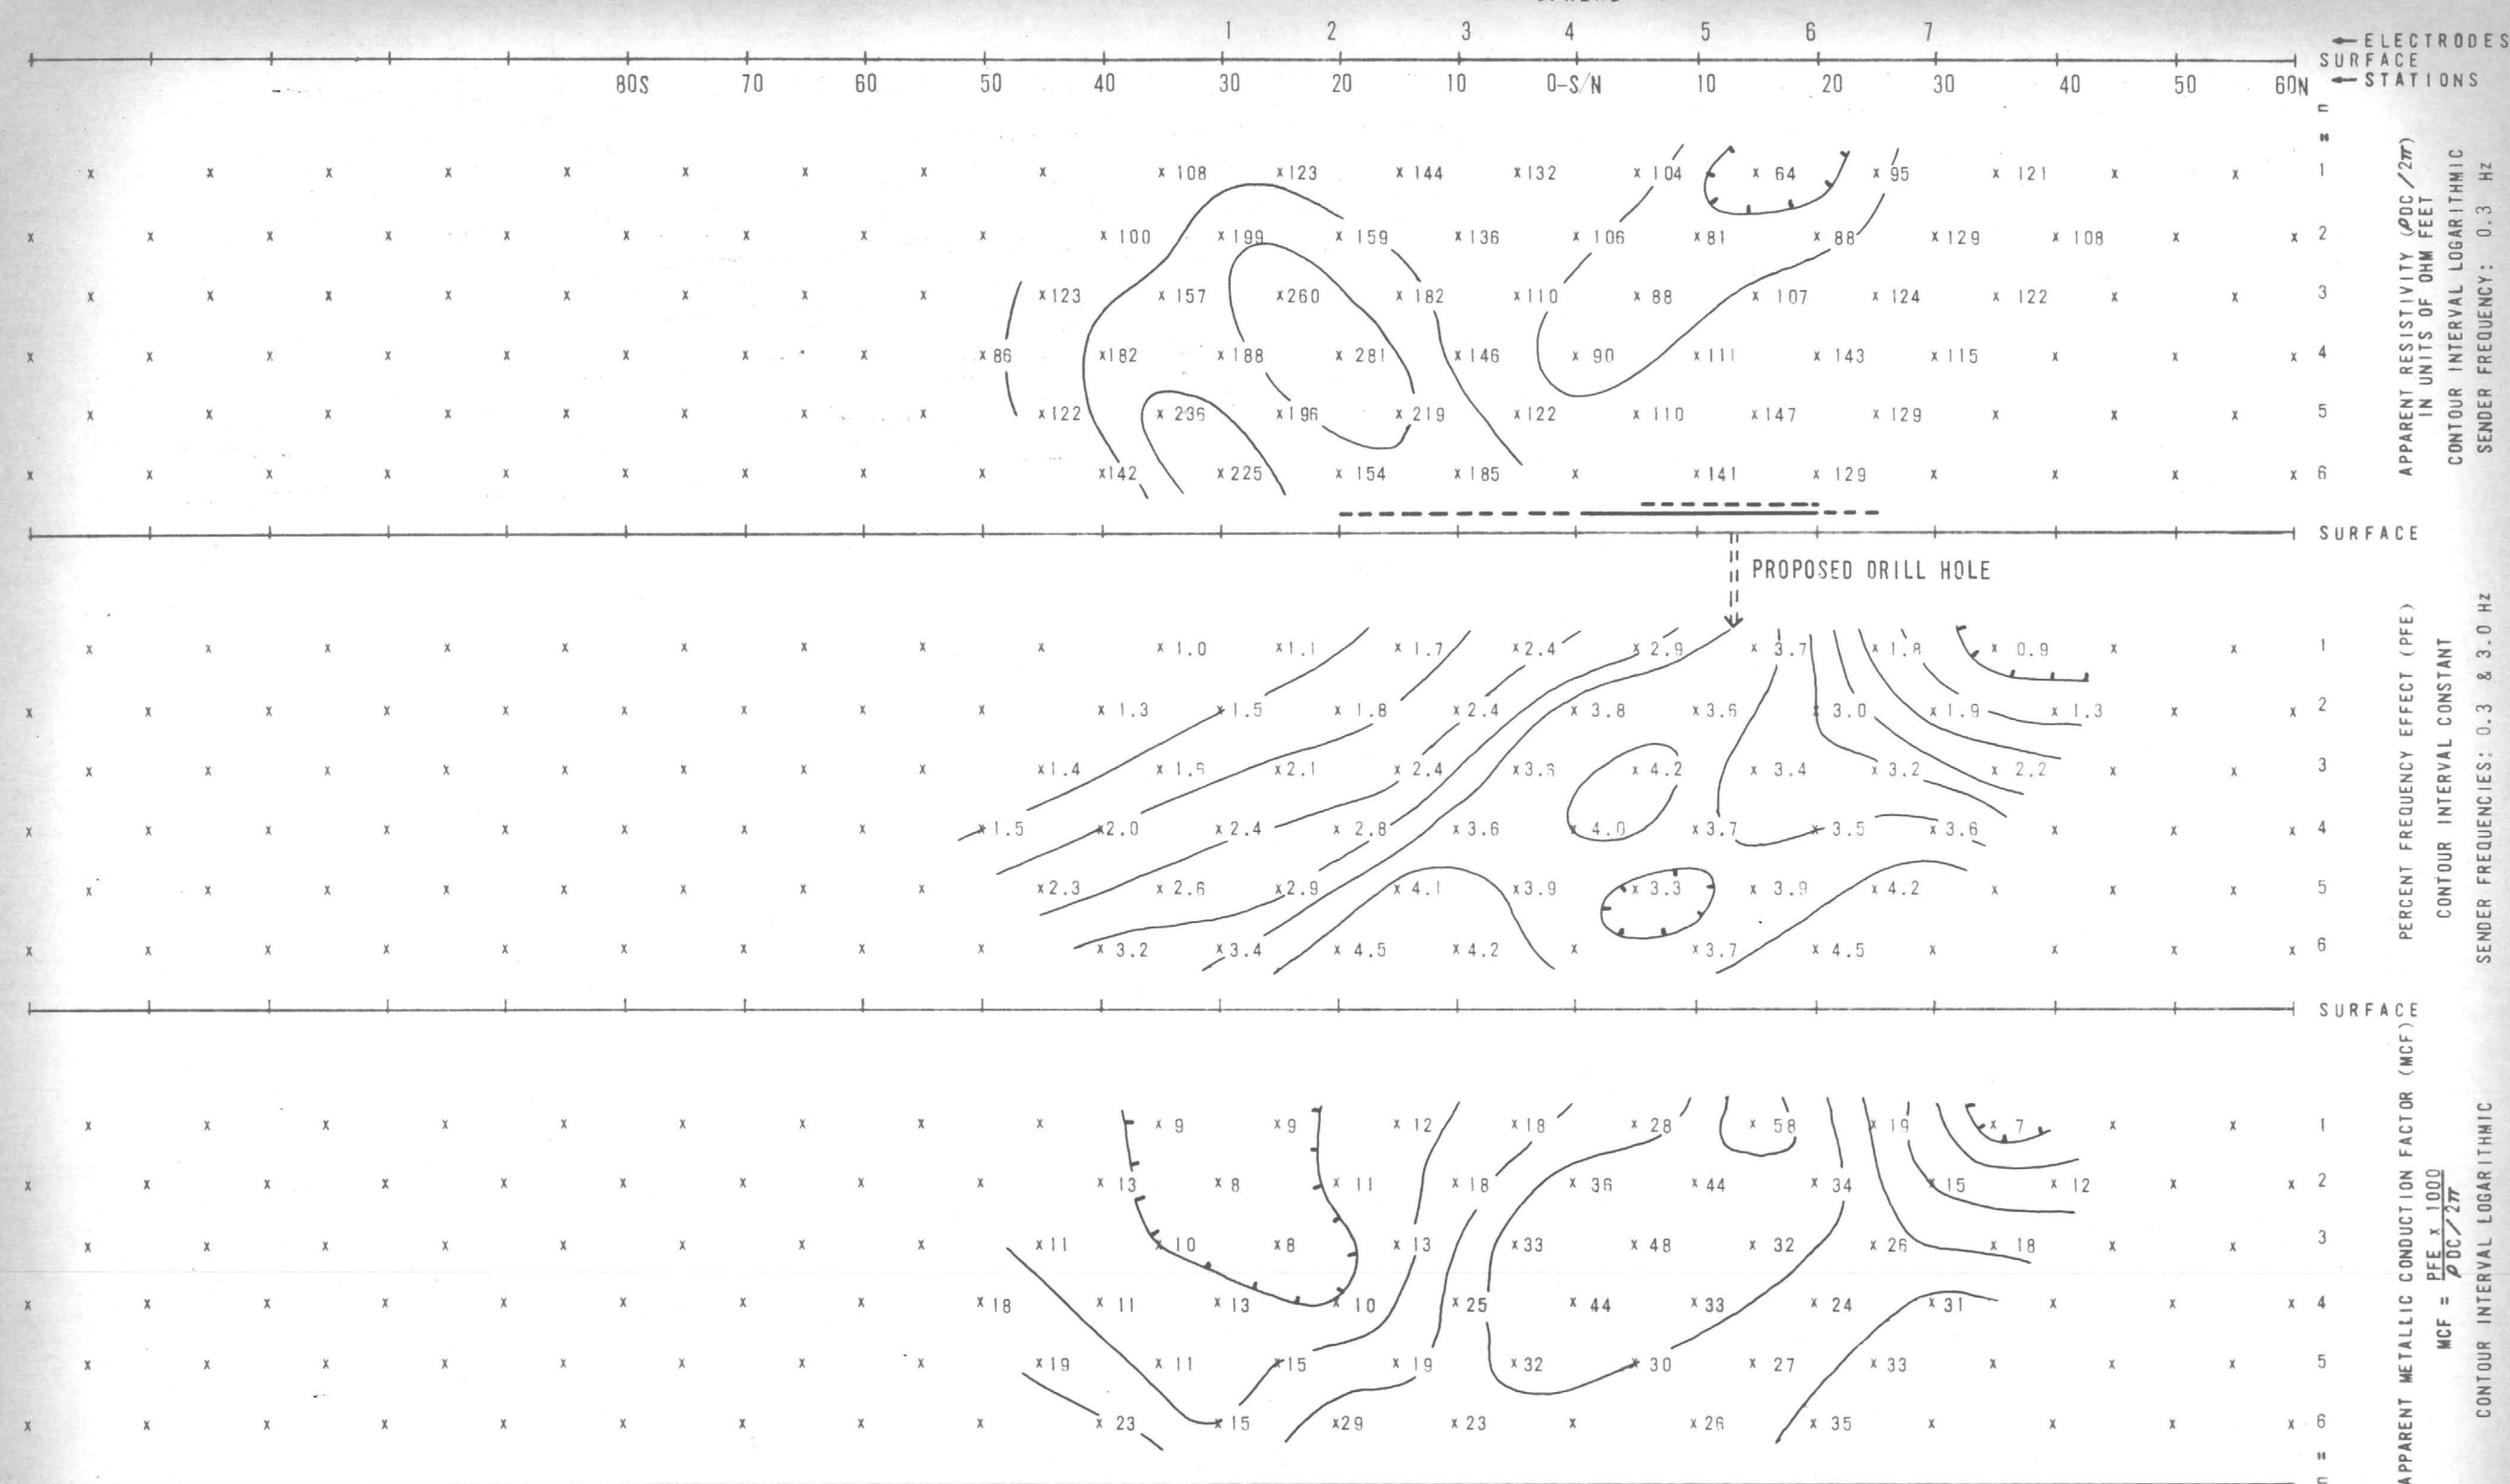 1 2 3 4 5 6 7 ← ELECTRODES
SURFACE
80S 70 60 50 40 30 20 10 0-S/N 10 20 30 40 50 60N ← STATIONS
n
=
x 108 x 123 x 144 x 132 x 104 x 64 x 95 x 121 1
x 100 x 199 x 159 x 136 x 106 x 81 x 88 x 129 x 108 2
x 123 x 157 x 260 x 182 x 110 x 88 x 107 x 124 x 122 3
x 86 x 182 x 188 x 281 x 146 x 90 x 111 x 143 x 115 4
x 122 x 236 x 196 x 219 x 122 x 110 x 147 x 129 5
x 142 x 225 x 154 x 185 x x 141 x 129 6
APPARENT RESISTIVITY (ρDC/2π)
IN UNITS OF OHM FEET
CONTOUR INTERVAL LOGARITHMIC
SENDER FREQUENCY: 0.3 Hz
SURFACE
PROPOSED DRILL HOLE
x 1.0 x 1.1 x 1.7 x 2.4 x 2.9 x 3.7 x 1.8 x 0.9 1
x 1.3 x 1.5 x 1.8 x 2.4 x 3.8 x 3.6 x 3.0 x 1.9 x 1.3 2
x 1.4 x 1.6 x 2.1 x 2.4 x 3.6 x 4.2 x 3.4 x 3.2 x 2.2 3
x 1.5 x 2.0 x 2.4 x 2.8 x 3.6 x 4.0 x 3.7 x 3.5 x 3.6 4
x 2.3 x 2.6 x 2.9 x 4.1 x 3.9 x 3.3 x 3.9 x 4.2 5
x 3.2 x 3.4 x 4.5 x 4.2 x x 3.7 x 4.5 6
PERCENT FREQUENCY EFFECT (PFE)
CONTOUR INTERVAL CONSTANT
SENDER FREQUENCIES: 0.3 & 3.0 Hz
SURFACE
x 9 x 9 x 12 x 18 x 28 x 58 x 19 x 7 1
x 13 x 8 x 11 x 18 x 36 x 44 x 34 x 15 x 12 2
x 11 x 10 x 8 x 13 x 33 x 48 x 32 x 26 x 18 3
x 18 x 11 x 13 x 10 x 25 x 44 x 33 x 24 x 31 4
x 19 x 11 x 15 x 19 x 32 x 30 x 27 x 33 5
x 23 x 15 x 29 x 23 x x 26 x 35 6
=
n
APPARENT METALLIC CONDUCTION FACTOR (MCF)
MCF = PFE x 1000
ρDC/2π
CONTOUR INTERVAL LOGARITHMIC